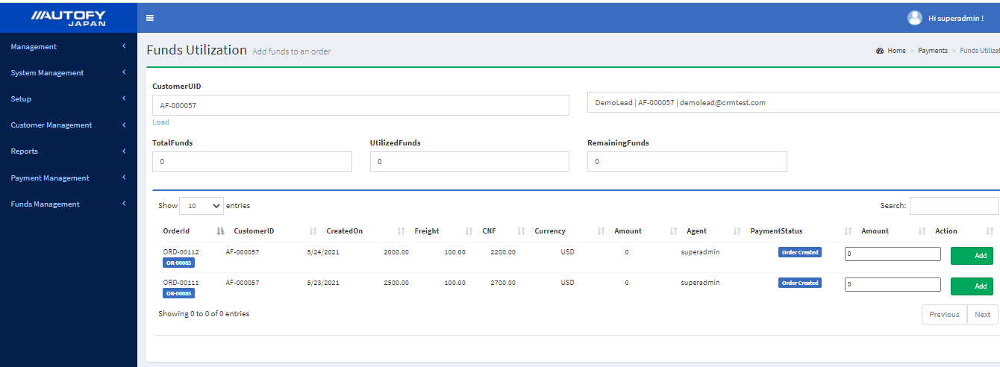 //AUTOFY
JAPAN
Hi superadmin !
Management
System Management
Setup
Customer Management
Reports
Payment Management
Funds Management
Funds Utilization Add funds to an order
Home > Payments > Funds Utilizat
CustomerUID
AF-000057
DemoLead | AF-000057 | demolead@crmtest.com
Load
TotalFunds UtilizedFunds RemainingFunds
0 0 0
Show 10 entries Search:
OrderId CustomerID CreatedOn Freight CNF Currency Amount Agent PaymentStatus Amount Action
ORD-00112 AF-000057 5/24/2021 2000.00 100.00 2200.00 USD 0 superadmin Order Created 0 Add
OR-00085
ORD-00111 AF-000057 5/23/2021 2500.00 100.00 2700.00 USD 0 superadmin Order Created 0 Add
OR-00085
Showing 0 to 0 of 0 entries
Previous Next